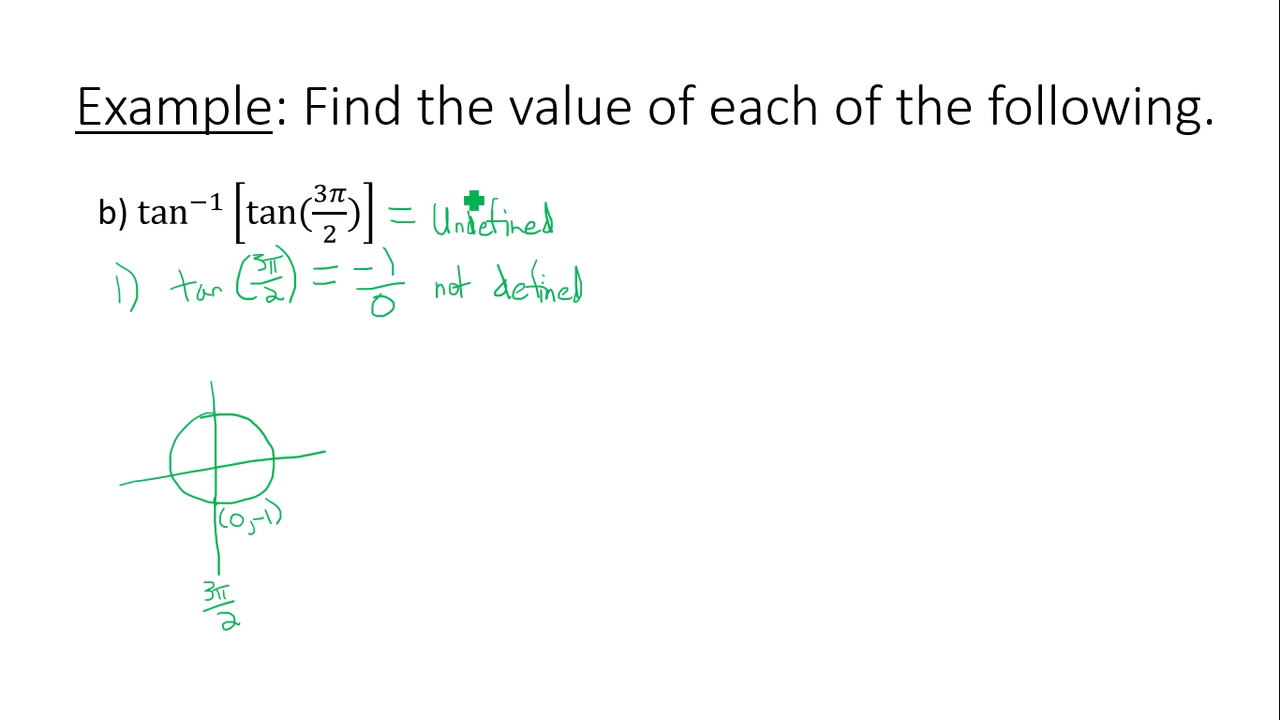 Example: Find the value of each of the following.
b) tan⁻¹ [tan(3π/2)] = Undefined
1) tan (3π/2) = -1/0 not defined
(0,-1)
3π/2